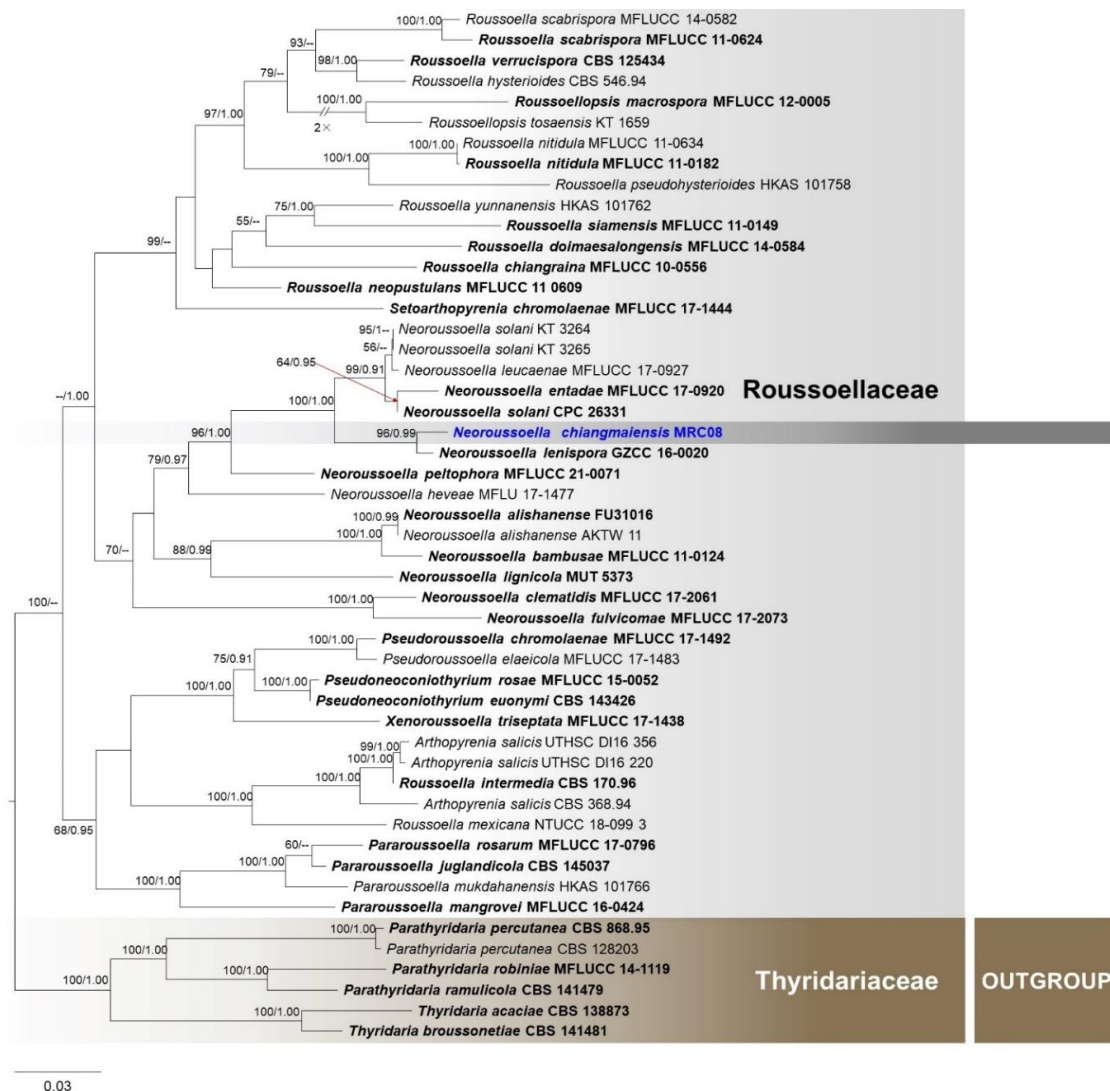 100/1.00 Roussoella scabrispora MFLUCC 14-0582
93/-- Roussoella scabrispora MFLUCC 11-0624
98/1.00 Roussoella verrucispora CBS 125434
79/-- Roussoella hysterioides CBS 546.94
100/1.00 Roussoellopsis macrospora MFLUCC 12-0005
97/1.00 2× Roussoellopsis tosaensis KT 1659
100/1.00 Roussoella nitidula MFLUCC 11-0634
100/1.00 Roussoella nitidula MFLUCC 11-0182
Roussoella pseudohysterioides HKAS 101758
75/1.00 Roussoella yunnanensis HKAS 101762
55/-- Roussoella siamensis MFLUCC 11-0149
99/-- Roussoella doimaesalongensis MFLUCC 14-0584
Roussoella chiangraina MFLUCC 10-0556
Roussoella neopustulans MFLUCC 11 0609
Setoarthopyrenia chromolaenae MFLUCC 17-1444
95/1-- Neoroussoella solani KT 3264
56/-- Neoroussoella solani KT 3265
64/0.95 99/0.91 Neoroussoella leucaenae MFLUCC 17-0927
--/1.00 Neoroussoella entadae MFLUCC 17-0920 Roussoellaceae
100/1.00 Neoroussoella solani CPC 26331
96/1.00 96/0.99 Neoroussoella chiangmaiensis MRC08
Neoroussoella lenispora GZCC 16-0020
79/0.97 Neoroussoella peltophora MFLUCC 21-0071
Neoroussoella heveae MFLU 17-1477
100/0.99 Neoroussoella alishanense FU31016
100/1.00 Neoroussoella alishanense AKTW 11
70/-- 88/0.99 Neoroussoella bambusae MFLUCC 11-0124
Neoroussoella lignicola MUT 5373
100/1.00 Neoroussoella clematidis MFLUCC 17-2061
100/-- Neoroussoella fulvicomae MFLUCC 17-2073
100/1.00 Pseudoroussoella chromolaenae MFLUCC 17-1492
75/0.91 Pseudoroussoella elaeicola MFLUCC 17-1483
100/1.00 100/1.00 Pseudoneoconiothyrium rosae MFLUCC 15-0052
Pseudoneoconiothyrium euonymi CBS 143426
Xenoroussoella triseptata MFLUCC 17-1438
99/1.00 Arthopyrenia salicis UTHSC DI16 356
100/1.00 Arthopyrenia salicis UTHSC DI16 220
100/1.00 Roussoella intermedia CBS 170.96
100/1.00 Arthopyrenia salicis CBS 368.94
68/0.95 Roussoella mexicana NTUCC 18-099 3
60/-- Pararoussoella rosarum MFLUCC 17-0796
100/1.00 Pararoussoella juglandicola CBS 145037
100/1.00 Pararoussoella mukdahanensis HKAS 101766
Pararoussoella mangrovei MFLUCC 16-0424
100/1.00 Parathyridaria percutanea CBS 868.95
100/1.00 Parathyridaria percutanea CBS 128203
100/1.00 100/1.00 Parathyridaria robiniae MFLUCC 14-1119 Thyridariaceae OUTGROUP
Parathyridaria ramulicola CBS 141479
100/1.00 Thyridaria acaciae CBS 138873
Thyridaria broussonetiae CBS 141481
0.03